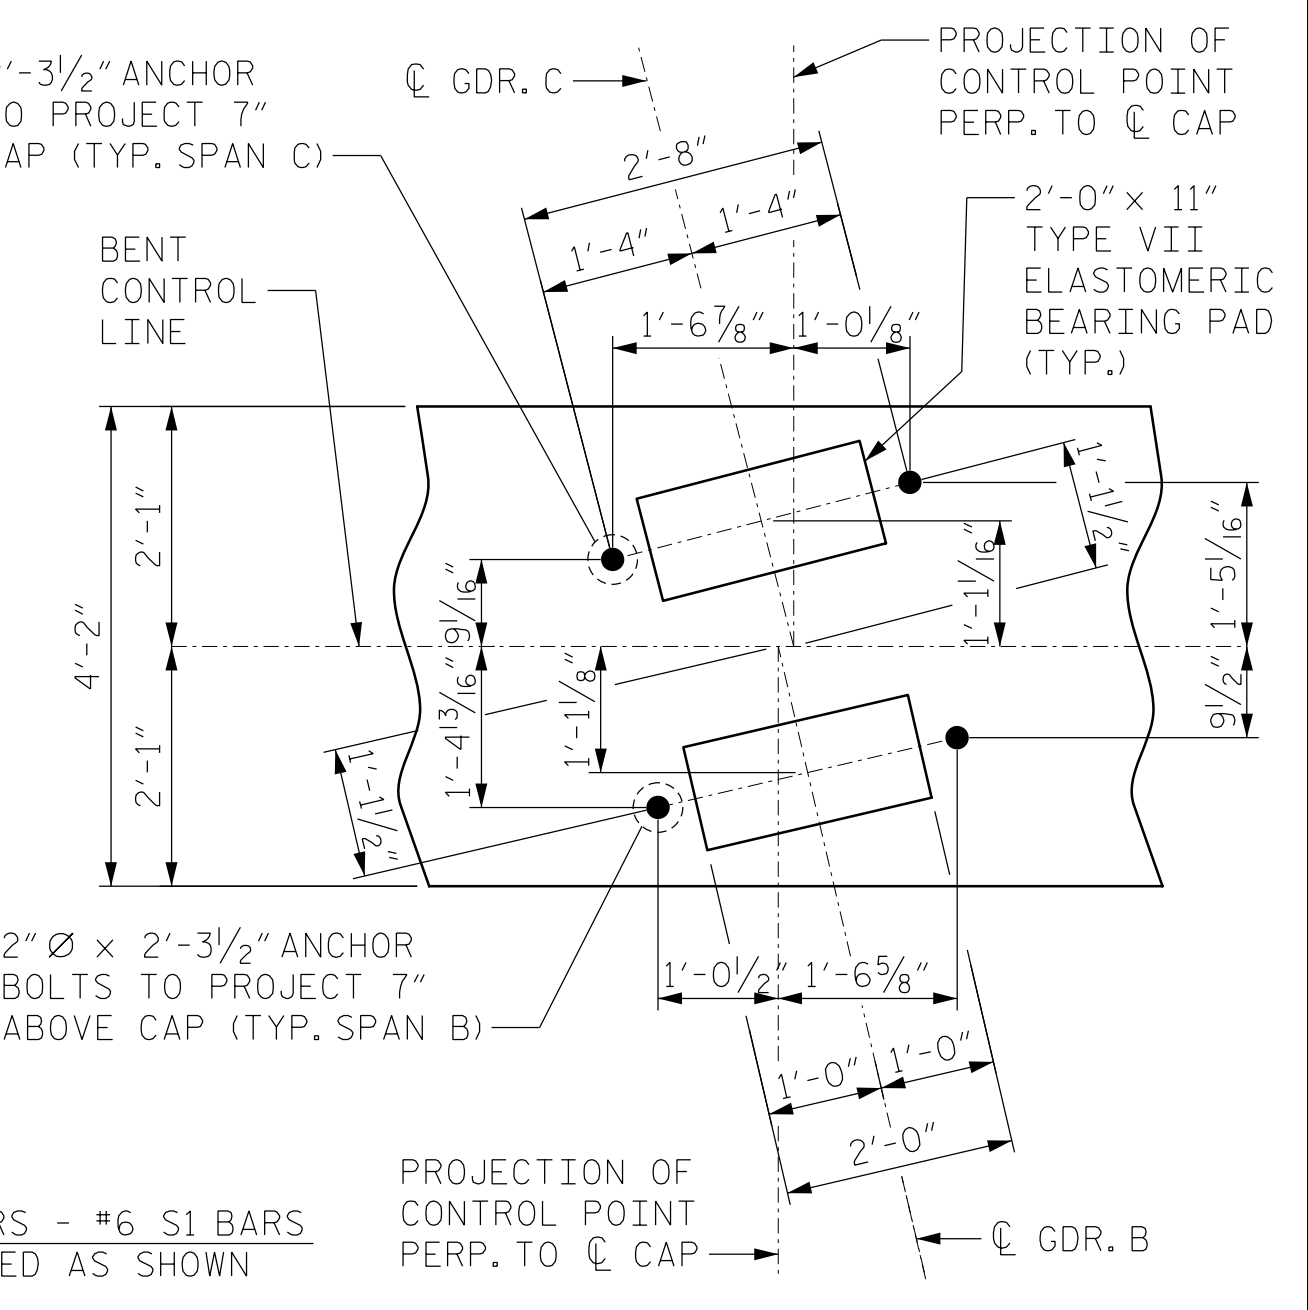 ′-3½″ ANCHOR
O PROJECT 7″
AP (TYP. SPAN C)
℄ GDR. C
PROJECTION OF
CONTROL POINT
PERP. TO ℄ CAP
2′-8″
1′-4″
1′-4″
2′-0″ x 11″
TYPE VII
ELASTOMERIC
BEARING PAD
(TYP.)
BENT
CONTROL
LINE
1′-6⅞″
1′-0⅛″
2′-1″
4′-2″
2′-1″
9 1/16″
1′-4 13/16″
1′-1⅛″
1′-1½″
1′-1 1/16″
1′-1½″
1′-5 1/16″
9½″
2″ Ø x 2′-3½″ ANCHOR
BOLTS TO PROJECT 7″
ABOVE CAP (TYP. SPAN B)
1′-0½″
1′-6⅝″
1′-0″
1′-0″
2′-0″
PROJECTION OF
CONTROL POINT
PERP. TO ℄ CAP
℄ GDR. B
RS - #6 S1 BARS
ED AS SHOWN